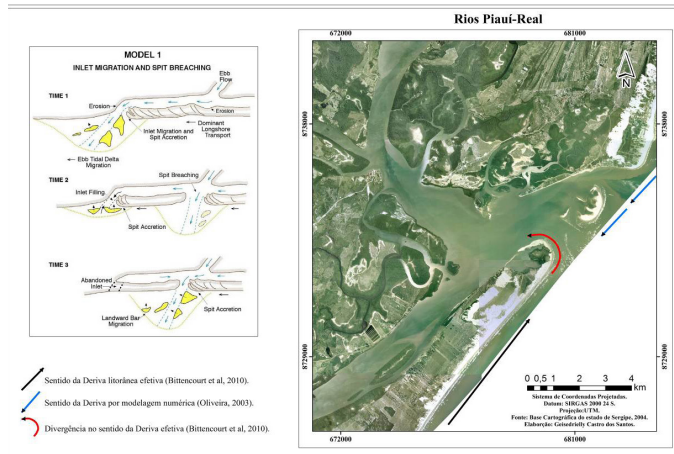 MODEL 1
INLET MIGRATION AND SPIT BREACHING
Ebb
Flow
TIME 1
Erosion
Erosion
Inlet Migration and
Spit Accretion
Dominant
Longshore
Transport
Ebb Tidal Delta
Migration
TIME 2
Spit Breaching
Inlet Filling
Spit Accretion
TIME 3
Abandoned
Inlet
Spit
Accretion
Landward Bar
Migration
Sentido da Deriva litorânea efetiva (Bittencourt et al, 2010).
Sentido da Deriva por modelagem numérica (Oliveira, 2003).
Divergência no sentido da Deriva efetiva (Bittencourt et al, 2010).
Rios Piauí-Real
672000
681000
8738000
8738000
N
8729000
8729000
0 0,5 1 2 3 4
km
Sistema de Coordenadas Projetadas.
Datum: SIRGAS 2000 24 S.
Projeção:UTM.
Fonte: Base Cartográfica do estado de Sergipe, 2004.
Elaborção: Geisedrielly Castro dos Santos.
672000
681000